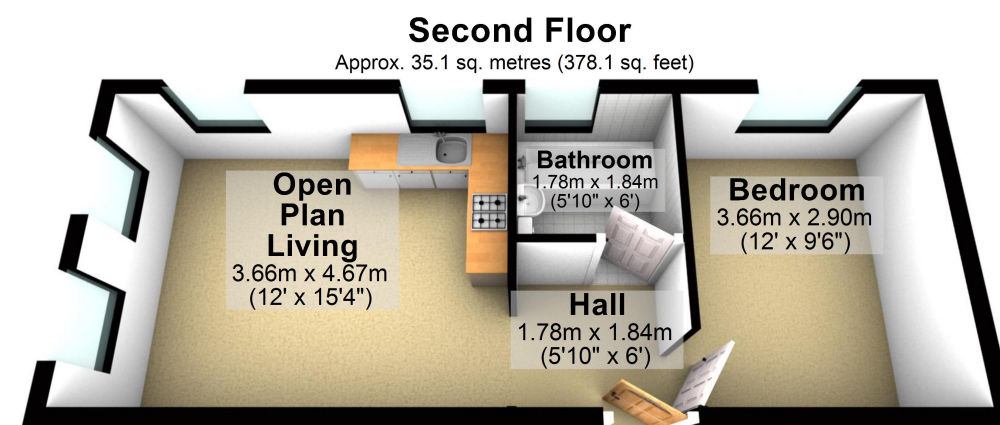 Second Floor
Approx. 35.1 sq. metres (378.1 sq. feet)
Open
Plan
Living
3.66m x 4.67m
(12' x 15'4")
Bathroom
1.78m x 1.84m
(5'10" x 6')
Hall
1.78m x 1.84m
(5'10" x 6')
Bedroom
3.66m x 2.90m
(12' x 9'6")